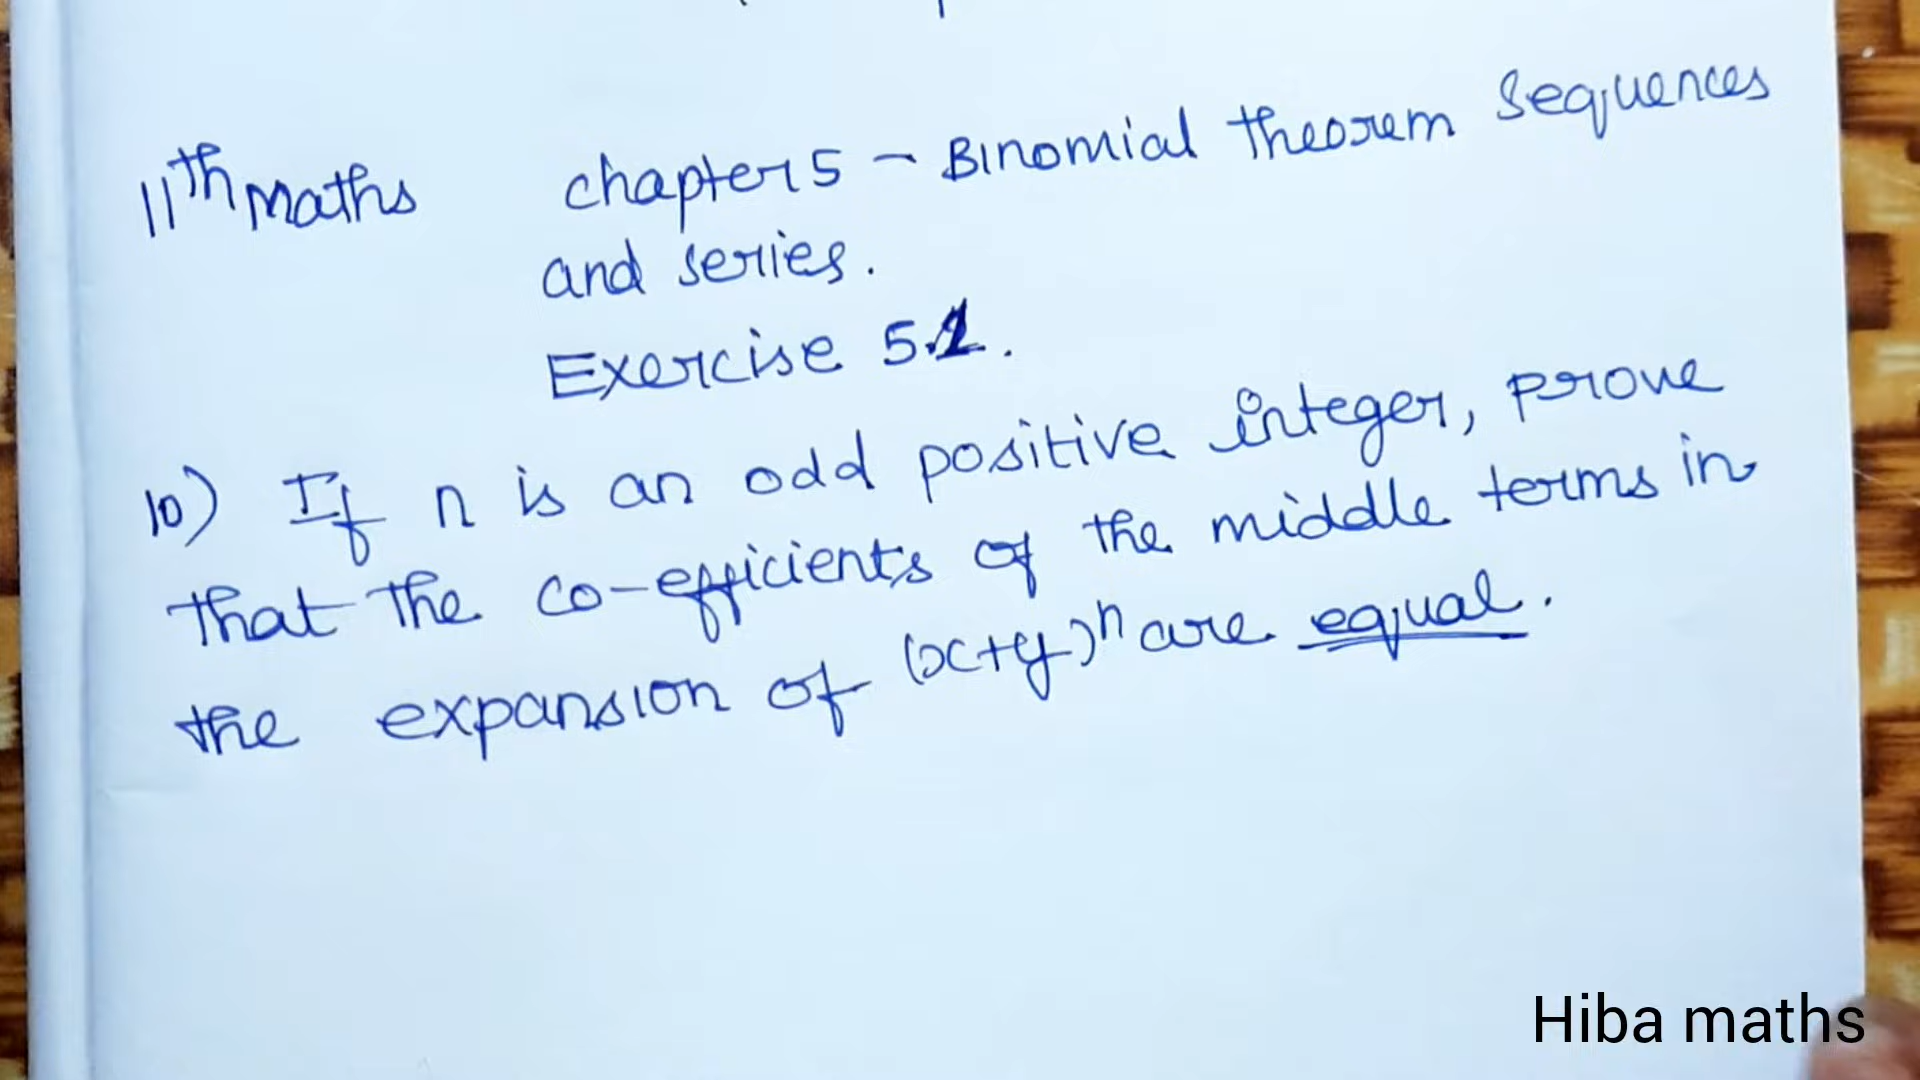 11th Maths chapter 5 - Binomial theorem sequences
and series.
Exercise 5.1.
10) If n is an odd positive integer, prove
that the co-efficients of the middle terms in
the expansion of (x+y)ⁿ are equal.
Hiba maths